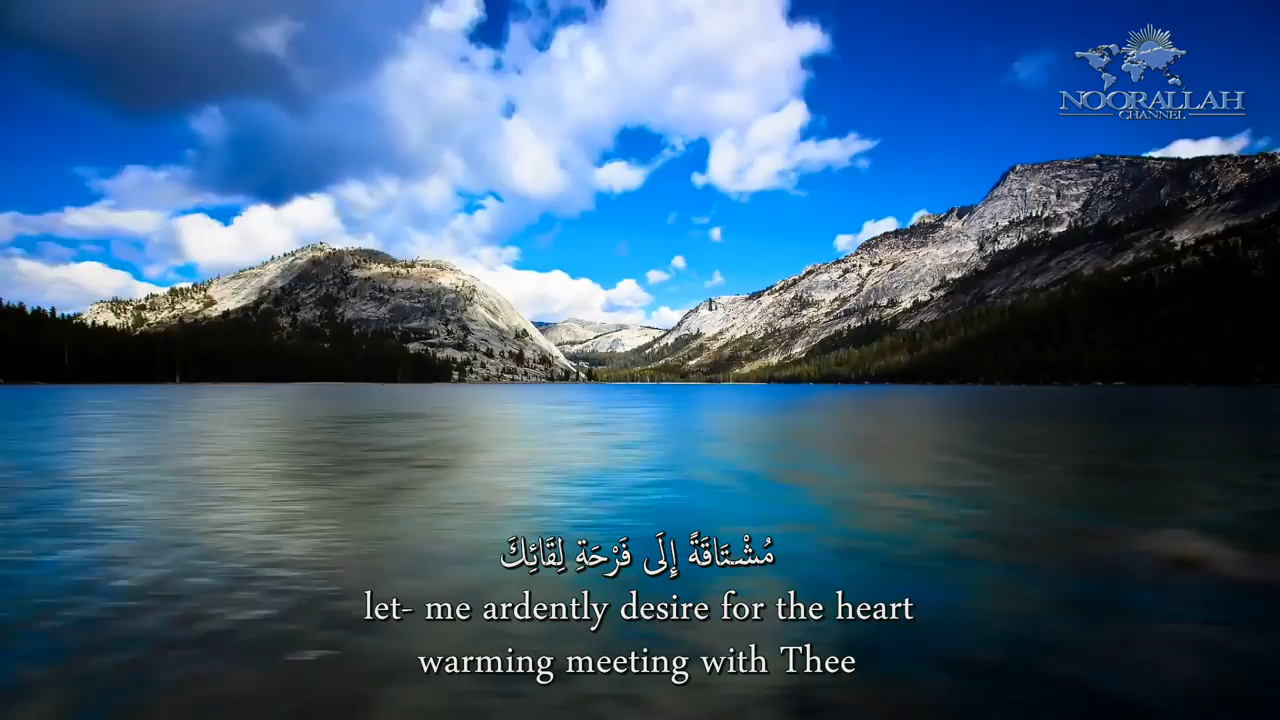 NOORALLAH
CHANNEL
مُشْتَاقَةً إِلَى فَرْحَةِ لِقَائِكَ
let- me ardently desire for the heart
warming meeting with Thee